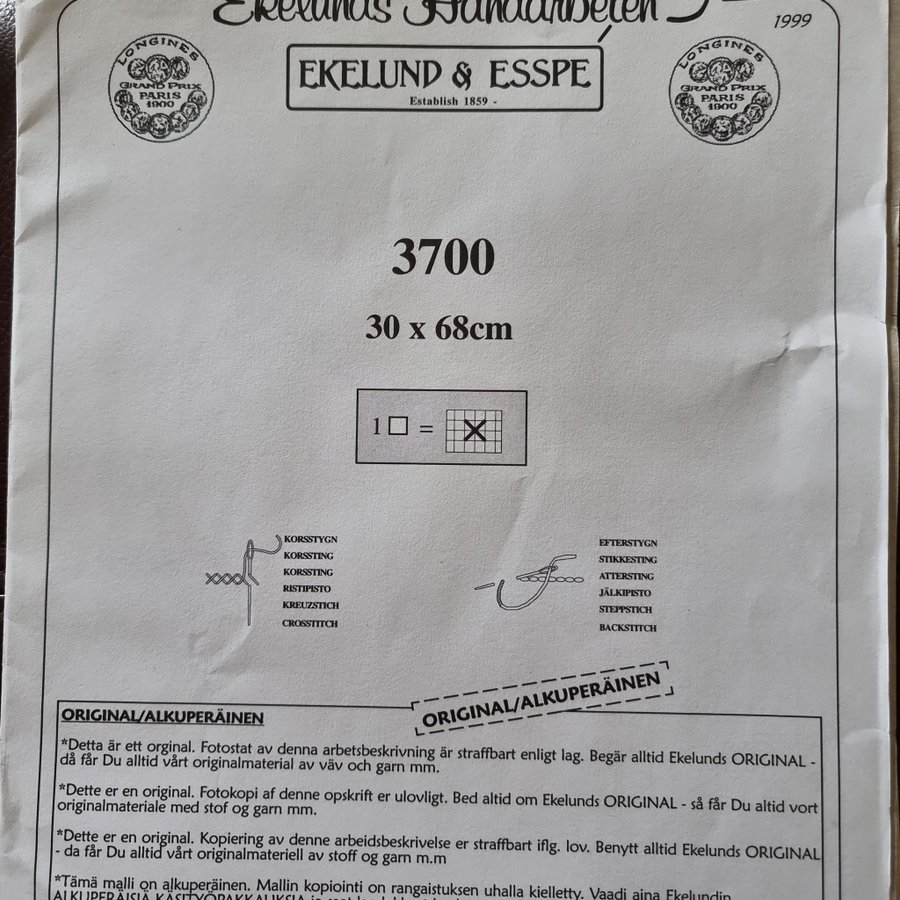 Ekelunds Handarbeten
1999
LONGINES
GRAND PRIX
PARIS
1900
EKELUND & ESSPÉ
Establish 1859 -
LONGINES
GRAND PRIX
PARIS
1900
3700
30 x 68cm
1 □ = X
KORSSTYGN
KORSSTING
KORSSTING
RISTIPISTO
KREUZSTICH
CROSSTITCH
EFTERSTYGN
STIKKESTING
ATTERSTING
JÄLKIPISTO
STEPPSTICH
BACKSTITCH
ORIGINAL/ALKUPERÄINEN
ORIGINAL/ALKUPERÄINEN
*Detta är ett orginal. Fotostat av denna arbetsbeskrivning är straffbart enligt lag. Begär alltid Ekelunds ORIGINAL -
då får Du alltid vårt originalmaterial av väv och garn mm.
*Dette er en original. Fotokopi af denne opskrift er ulovligt. Bed altid om Ekelunds ORIGINAL - så får Du altid vort
originalmateriale med stof og garn mm.
*Dette er en original. Kopiering av denne arbeidsbeskrivelse er straffbart iflg. lov. Benytt alltid Ekelunds ORIGINAL
- da får Du alltid vårt originalmateriell av stoff og garn m.m
*Tämä malli on alkuperäinen. Mallin kopiointi on rangaistuksen uhalla kielletty. Vaadi aina Ekelundin
ALKUPERÄISIÄ KÄSITYÖPAKKAUKSIA ja